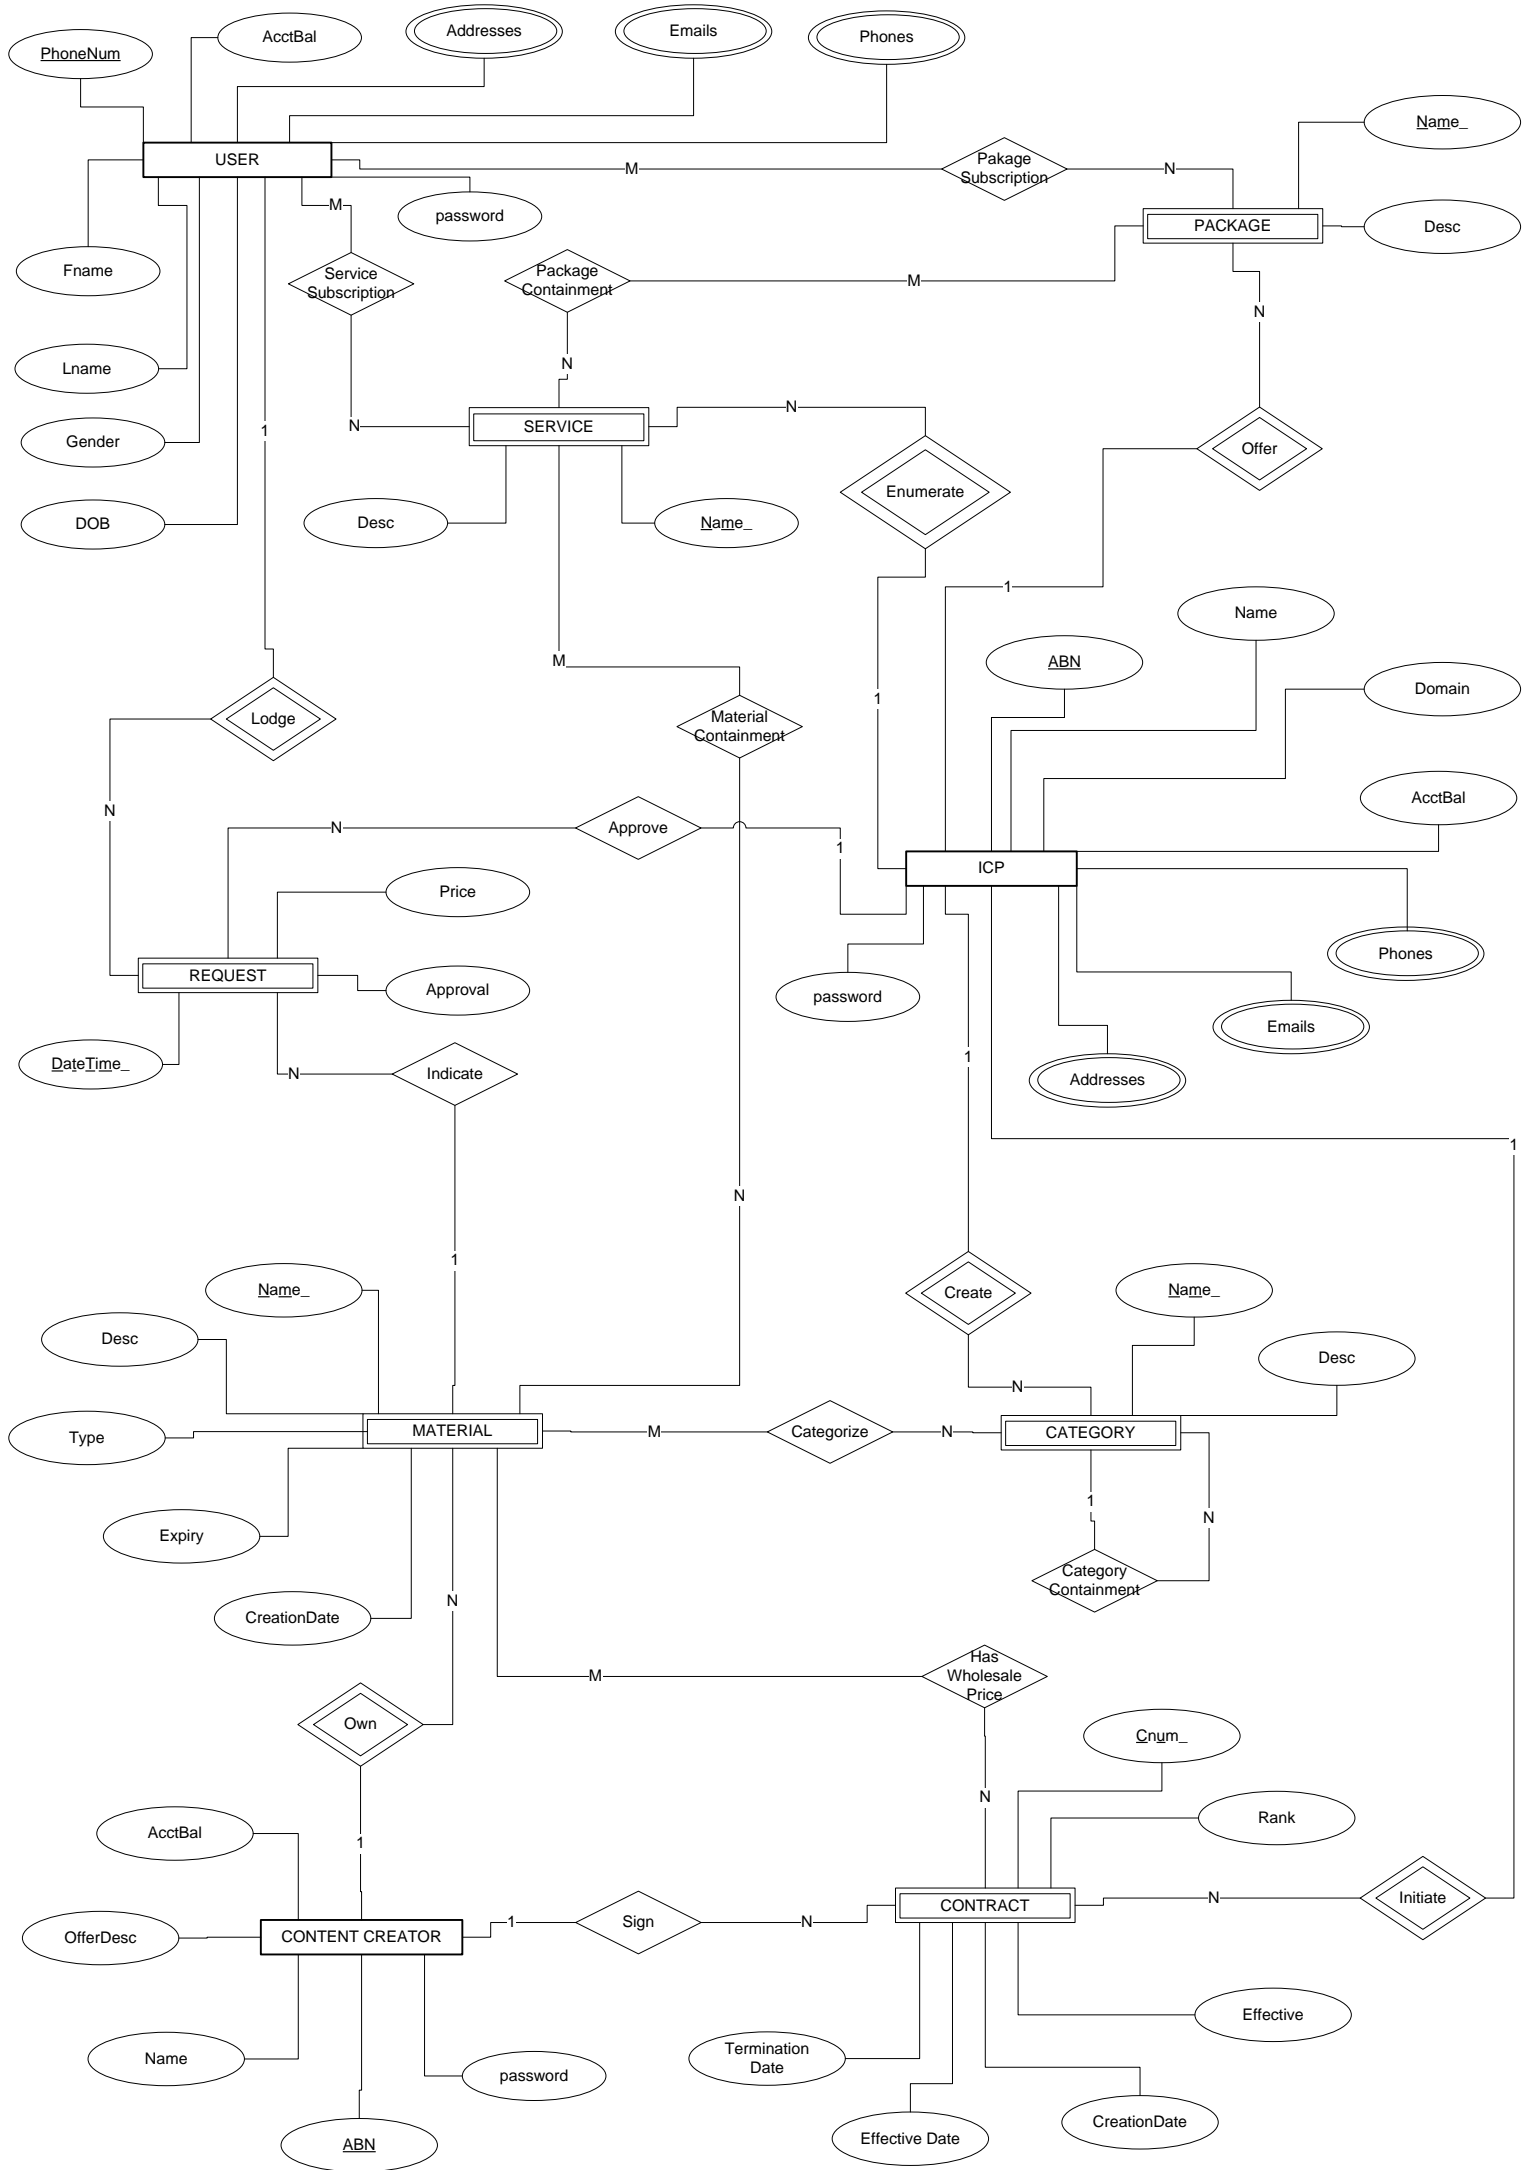 PhoneNum
AcctBal
Addresses
Emails
Phones
Name_
USER
M
Pakage
Subscription
N
password
M
PACKAGE
Desc
Fname
Service
Subscription
Package
Containment
M
N
Lname
N
1
Gender
N
SERVICE
N
Offer
Enumerate
DOB
Desc
Name_
1
Name
M
ABN
1
Domain
Lodge
Material
Containment
N
AcctBal
N
Approve
1
ICP
Price
Phones
REQUEST
Approval
password
Emails
DateTime_
N
Indicate
1
Addresses
1
N
1
Name_
Create
Name_
Desc
Desc
N
Type
MATERIAL
M
Categorize
N
CATEGORY
1
N
Expiry
Category
Containment
N
CreationDate
Has
Wholesale
Price
M
Own
Cnum_
N
Rank
AcctBal
1
CONTRACT
N
Initiate
OfferDesc
CONTENT CREATOR
1
Sign
N
Effective
Name
Termination
Date
password
CreationDate
Effective Date
ABN